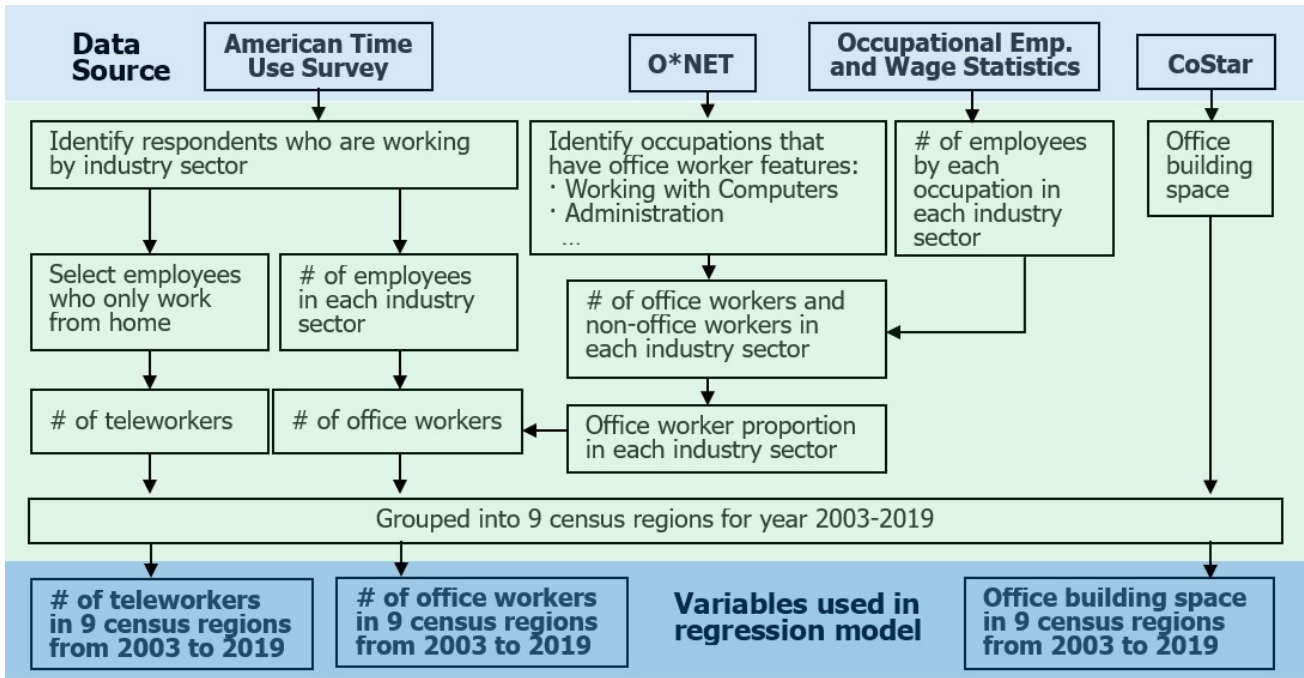 Data
Source
American Time
Use Survey
O*NET
Occupational Emp.
and Wage Statistics
CoStar
Identify respondents who are working
by industry sector
Identify occupations that
have office worker features:
· Working with Computers
· Administration
...
# of employees
by each
occupation in
each industry
sector
Office
building
space
Select employees
who only work
from home
# of employees
in each industry
sector
# of office workers and
non-office workers in
each industry sector
# of teleworkers
# of office workers
Office worker proportion
in each industry sector
Grouped into 9 census regions for year 2003-2019
# of teleworkers
in 9 census regions
from 2003 to 2019
# of office workers
in 9 census regions
from 2003 to 2019
Variables used in
regression model
Office building space
in 9 census regions
from 2003 to 2019